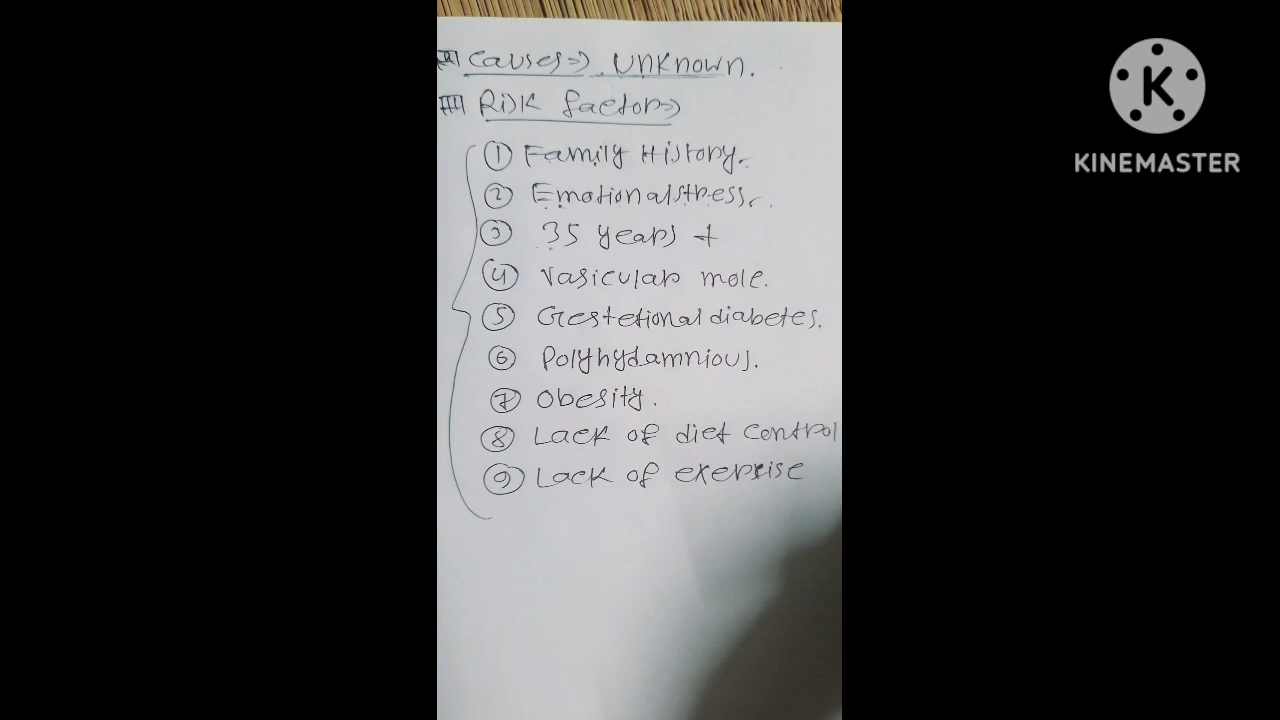 Causes ⇒ Unknown.
Risk factor ⇒
① Family History.
② Emotional stress.
③ 35 years +
④ Vasicular mole.
⑤ Gestetional diabetes.
⑥ Polyhydamnious.
⑦ Obesity.
⑧ Lack of diet control
⑨ Lack of exercise
K
KINEMASTER